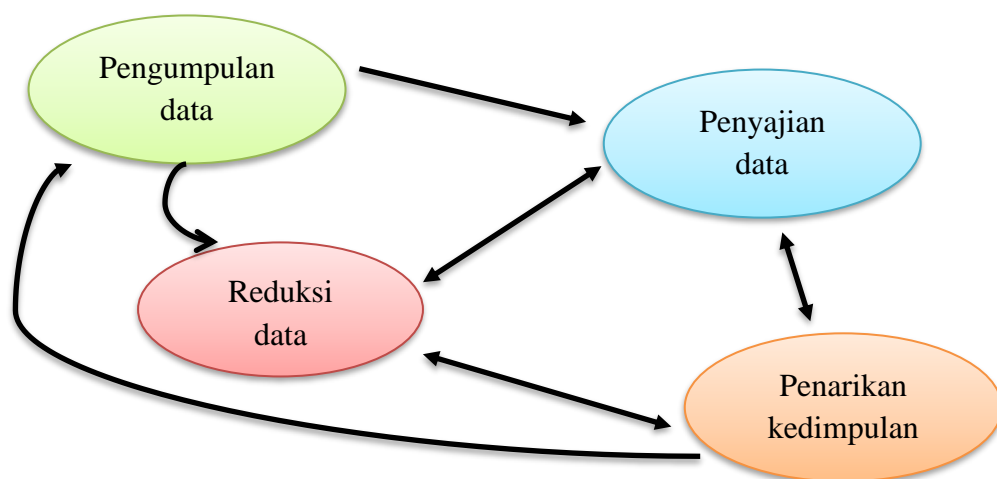 Pengumpulan
data
Penyajian
data
Reduksi
data
Penarikan
kedimpulan